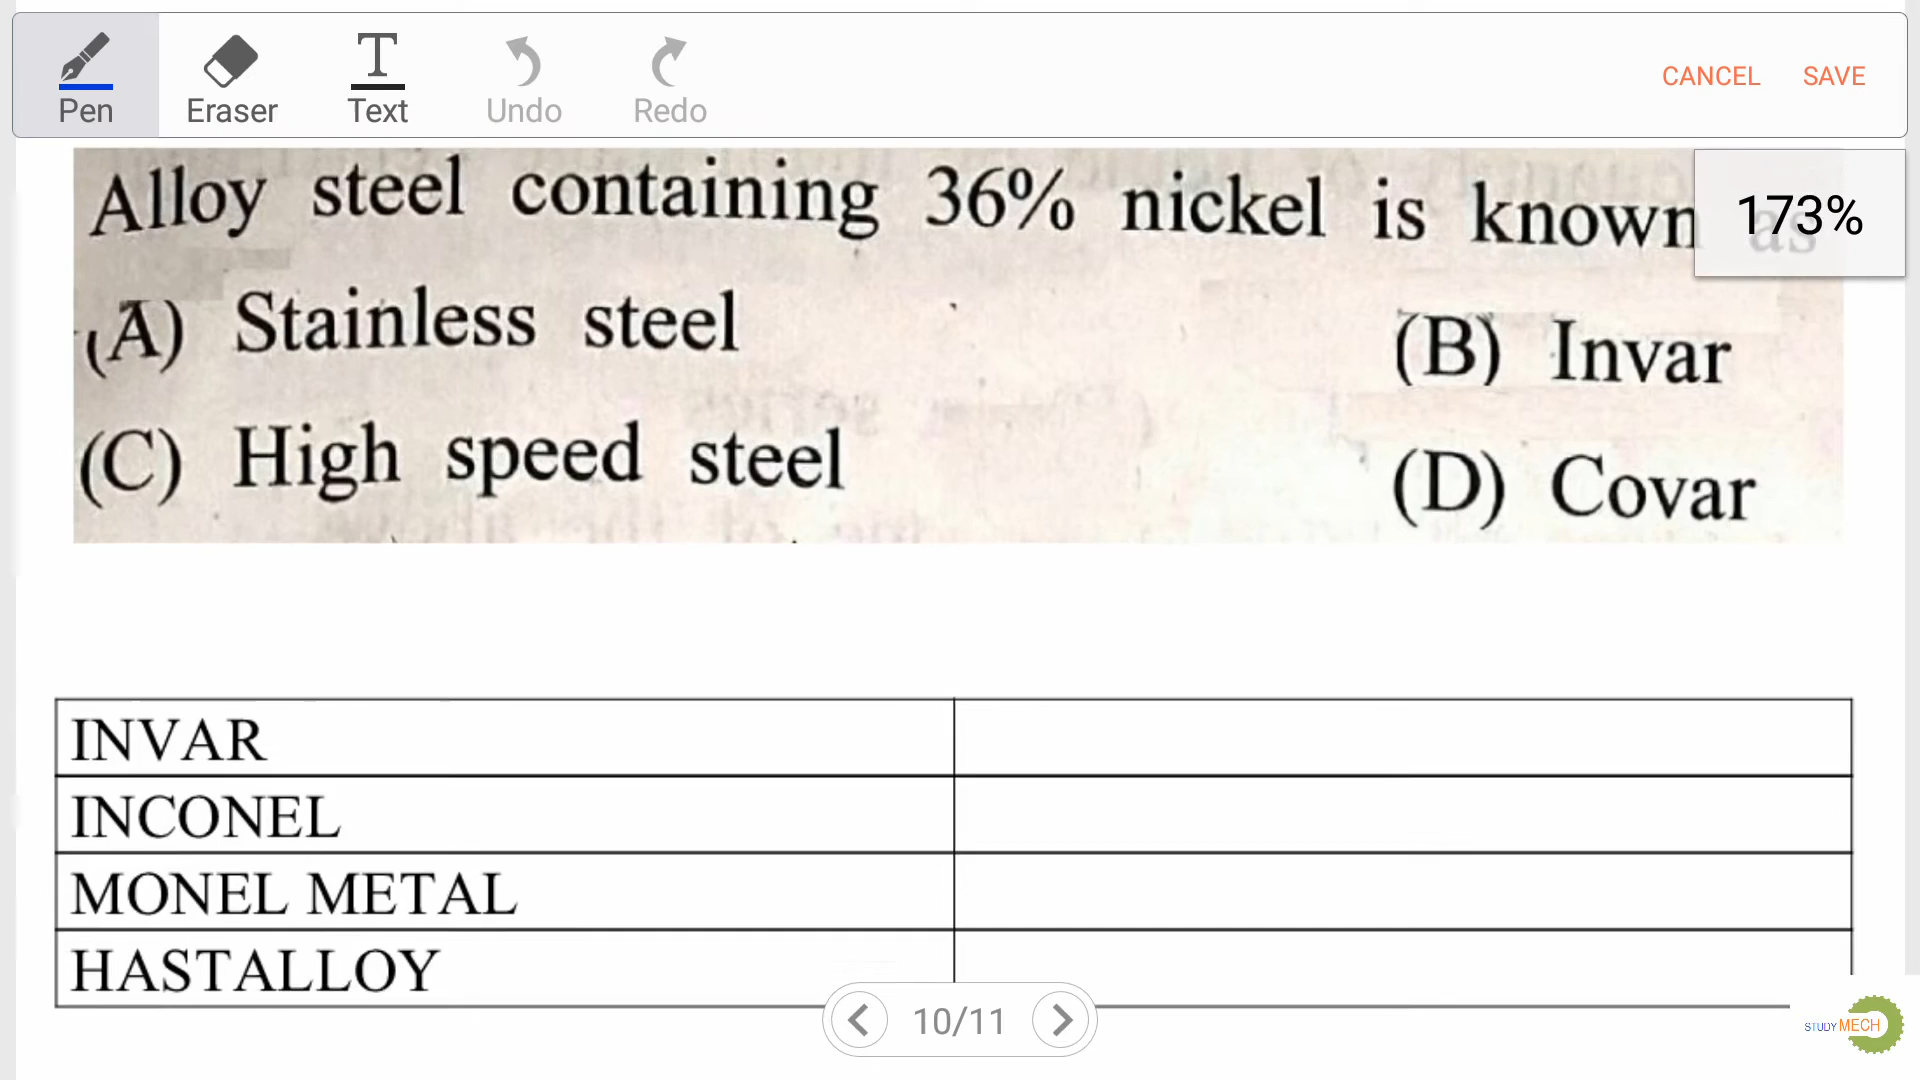 Pen Eraser Text Undo Redo CANCEL SAVE
Alloy steel containing 36% nickel is known as
173%
(A) Stainless steel (B) Invar
(C) High speed steel (D) Covar
INVAR
INCONEL
MONEL METAL
HASTALLOY
10/11
STUDY MECH